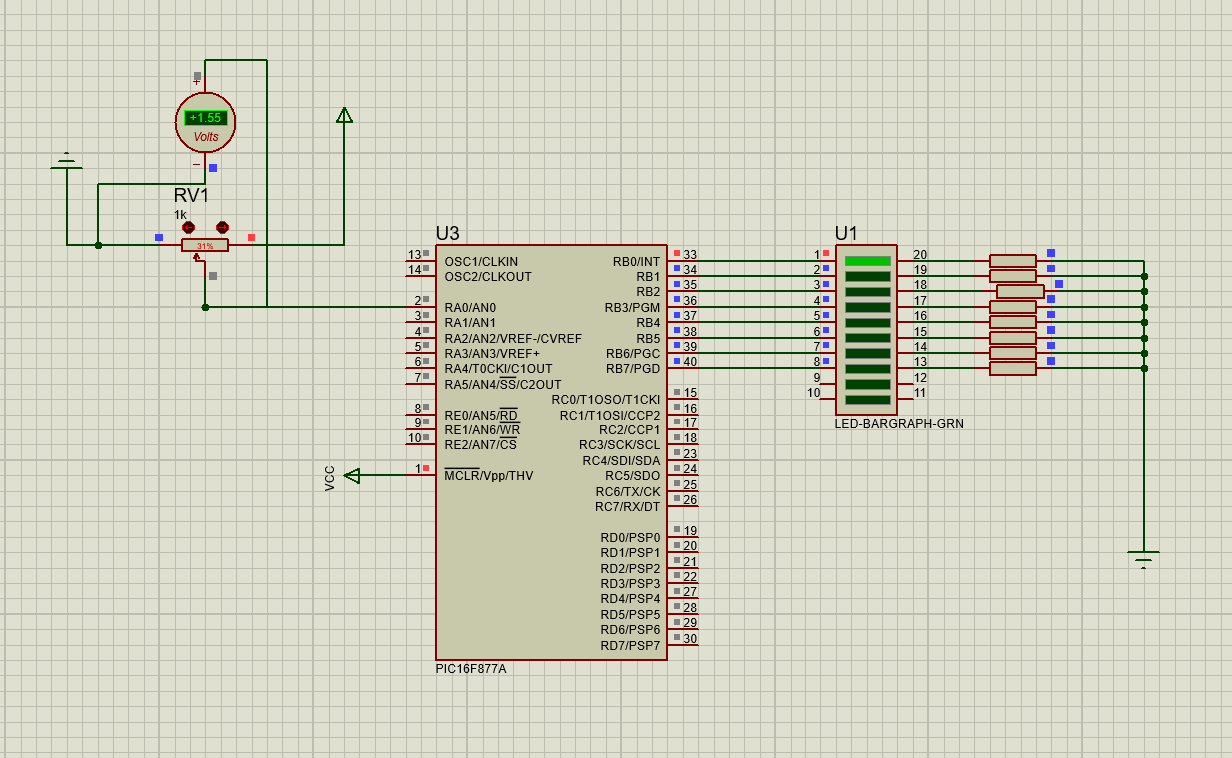 +
+1.55
Volts
−
RV1
1k
31%
VCC
U3
13 OSC1/CLKIN
14 OSC2/CLKOUT
2 RA0/AN0
3 RA1/AN1
4 RA2/AN2/VREF-/CVREF
5 RA3/AN3/VREF+
6 RA4/T0CKI/C1OUT
7 RA5/AN4/SS/C2OUT
8 RE0/AN5/RD
9 RE1/AN6/WR
10 RE2/AN7/CS
1 MCLR/Vpp/THV
RB0/INT 33
RB1 34
RB2 35
RB3/PGM 36
RB4 37
RB5 38
RB6/PGC 39
RB7/PGD 40
RC0/T1OSO/T1CKI 15
RC1/T1OSI/CCP2 16
RC2/CCP1 17
RC3/SCK/SCL 18
RC4/SDI/SDA 23
RC5/SDO 24
RC6/TX/CK 25
RC7/RX/DT 26
RD0/PSP0 19
RD1/PSP1 20
RD2/PSP2 21
RD3/PSP3 22
RD4/PSP4 27
RD5/PSP5 28
RD6/PSP6 29
RD7/PSP7 30
PIC16F877A
U1
1 20
2 19
3 18
4 17
5 16
6 15
7 14
8 13
9 12
10 11
LED-BARGRAPH-GRN